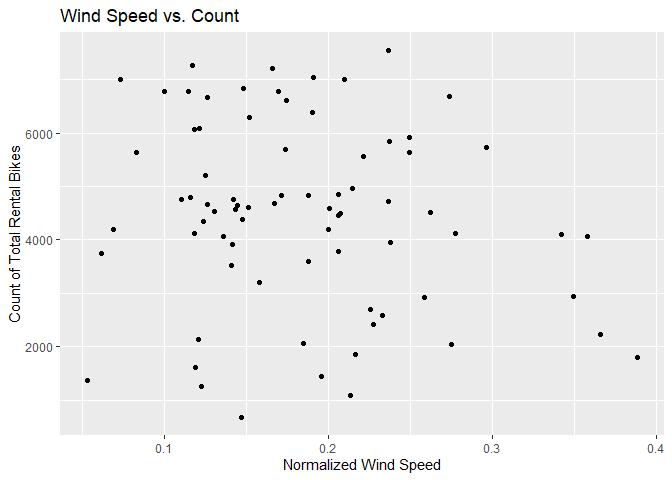 Wind Speed vs. Count
Count of Total Rental Bikes
6000
4000
2000
0.1 0.2 0.3 0.4
Normalized Wind Speed